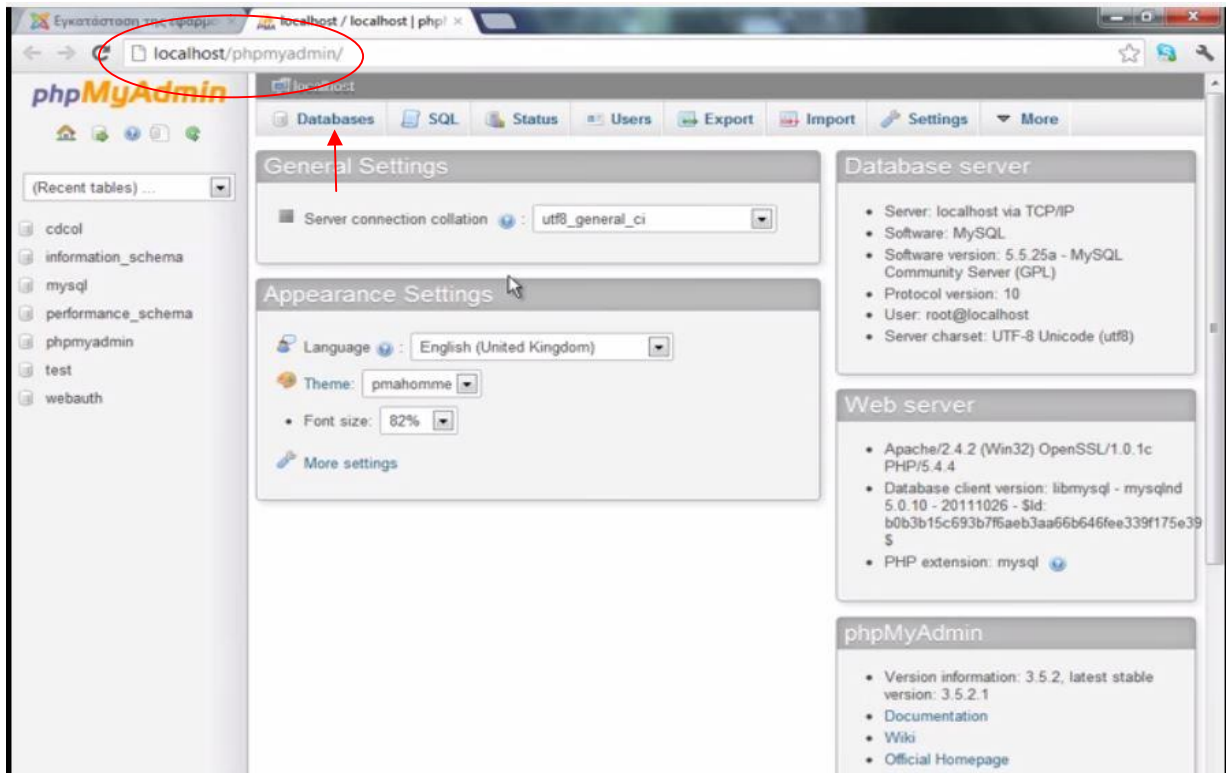 Εγκατάσταση της εφαρμο
localhost / localhost | phpM
localhost/phpmyadmin/
phpMyAdmin
(Recent tables) ...
cdcol
information_schema
mysql
performance_schema
phpmyadmin
test
webauth
localhost
Databases
SQL
Status
Users
Export
Import
Settings
More
General Settings
Server connection collation : utf8_general_ci
Appearance Settings
Language : English (United Kingdom)
Theme: pmahomme
• Font size: 82%
More settings
Database server
• Server: localhost via TCP/IP
• Software: MySQL
• Software version: 5.5.25a - MySQL
Community Server (GPL)
• Protocol version: 10
• User: root@localhost
• Server charset: UTF-8 Unicode (utf8)
Web server
• Apache/2.4.2 (Win32) OpenSSL/1.0.1c
PHP/5.4.4
• Database client version: libmysql - mysqlnd
5.0.10 - 20111026 - $Id:
b0b3b15c693b7f6aeb3aa66b646fee339f175e39
$
• PHP extension: mysql
phpMyAdmin
• Version information: 3.5.2, latest stable
version: 3.5.2.1
• Documentation
• Wiki
• Official Homepage